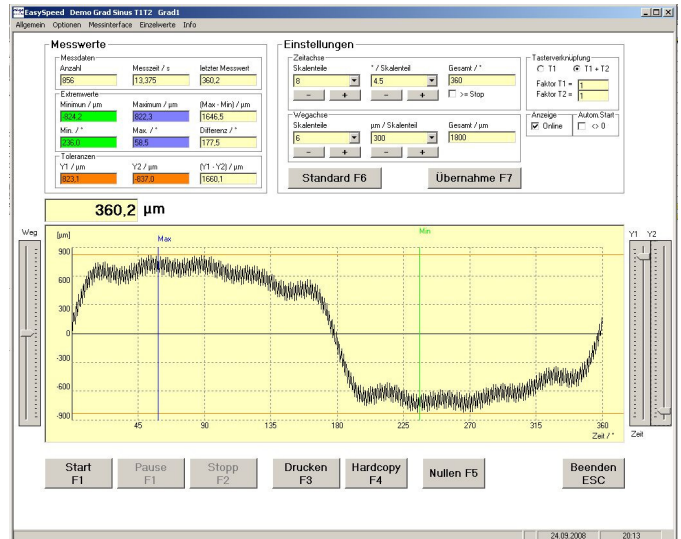 EasySpeed Demo Grad Sinus T1T2 Grad1
Allgemein Optionen Messinterface Einzelwerte Info
Messwerte
Messdaten
Anzahl Messzeit / s letzter Messwert
856 13,375 360,2
Extremwerte
Minimun / µm Maximum / µm (Max - Min) / µm
-824,2 822,3 1646,5
Min. / ° Max. / ° Differenz / °
236,0 58,5 177,5
Toleranzen
Y1 / µm Y2 / µm (Y1 - Y2) / µm
823,1 -837,0 1660,1
Einstellungen
Zeitachse
Skalenteile ° / Skalenteil Gesamt / °
8 4.5 360
- + - + >= Stop
Wegachse
Skalenteile µm / Skalenteil Gesamt / µm
6 300 1800
- + - +
Tasterverknüptung
T1 T1 + T2
Faktor T1 = 1
Faktor T2 = 1
Anzeige Autom.Start
Online <> 0
Standard F6 Übernahme F7
360,2 µm
Weg Y1 Y2
[µm] Max Min
900
600
300
0
-300
-600
-900
45 90 135 180 225 270 315 360
Zeit / ° Zeit
Start F1
Pause F1
Stopp F2
Drucken F3
Hardcopy F4
Nullen F5
Beenden ESC
24.09.2008 20:13